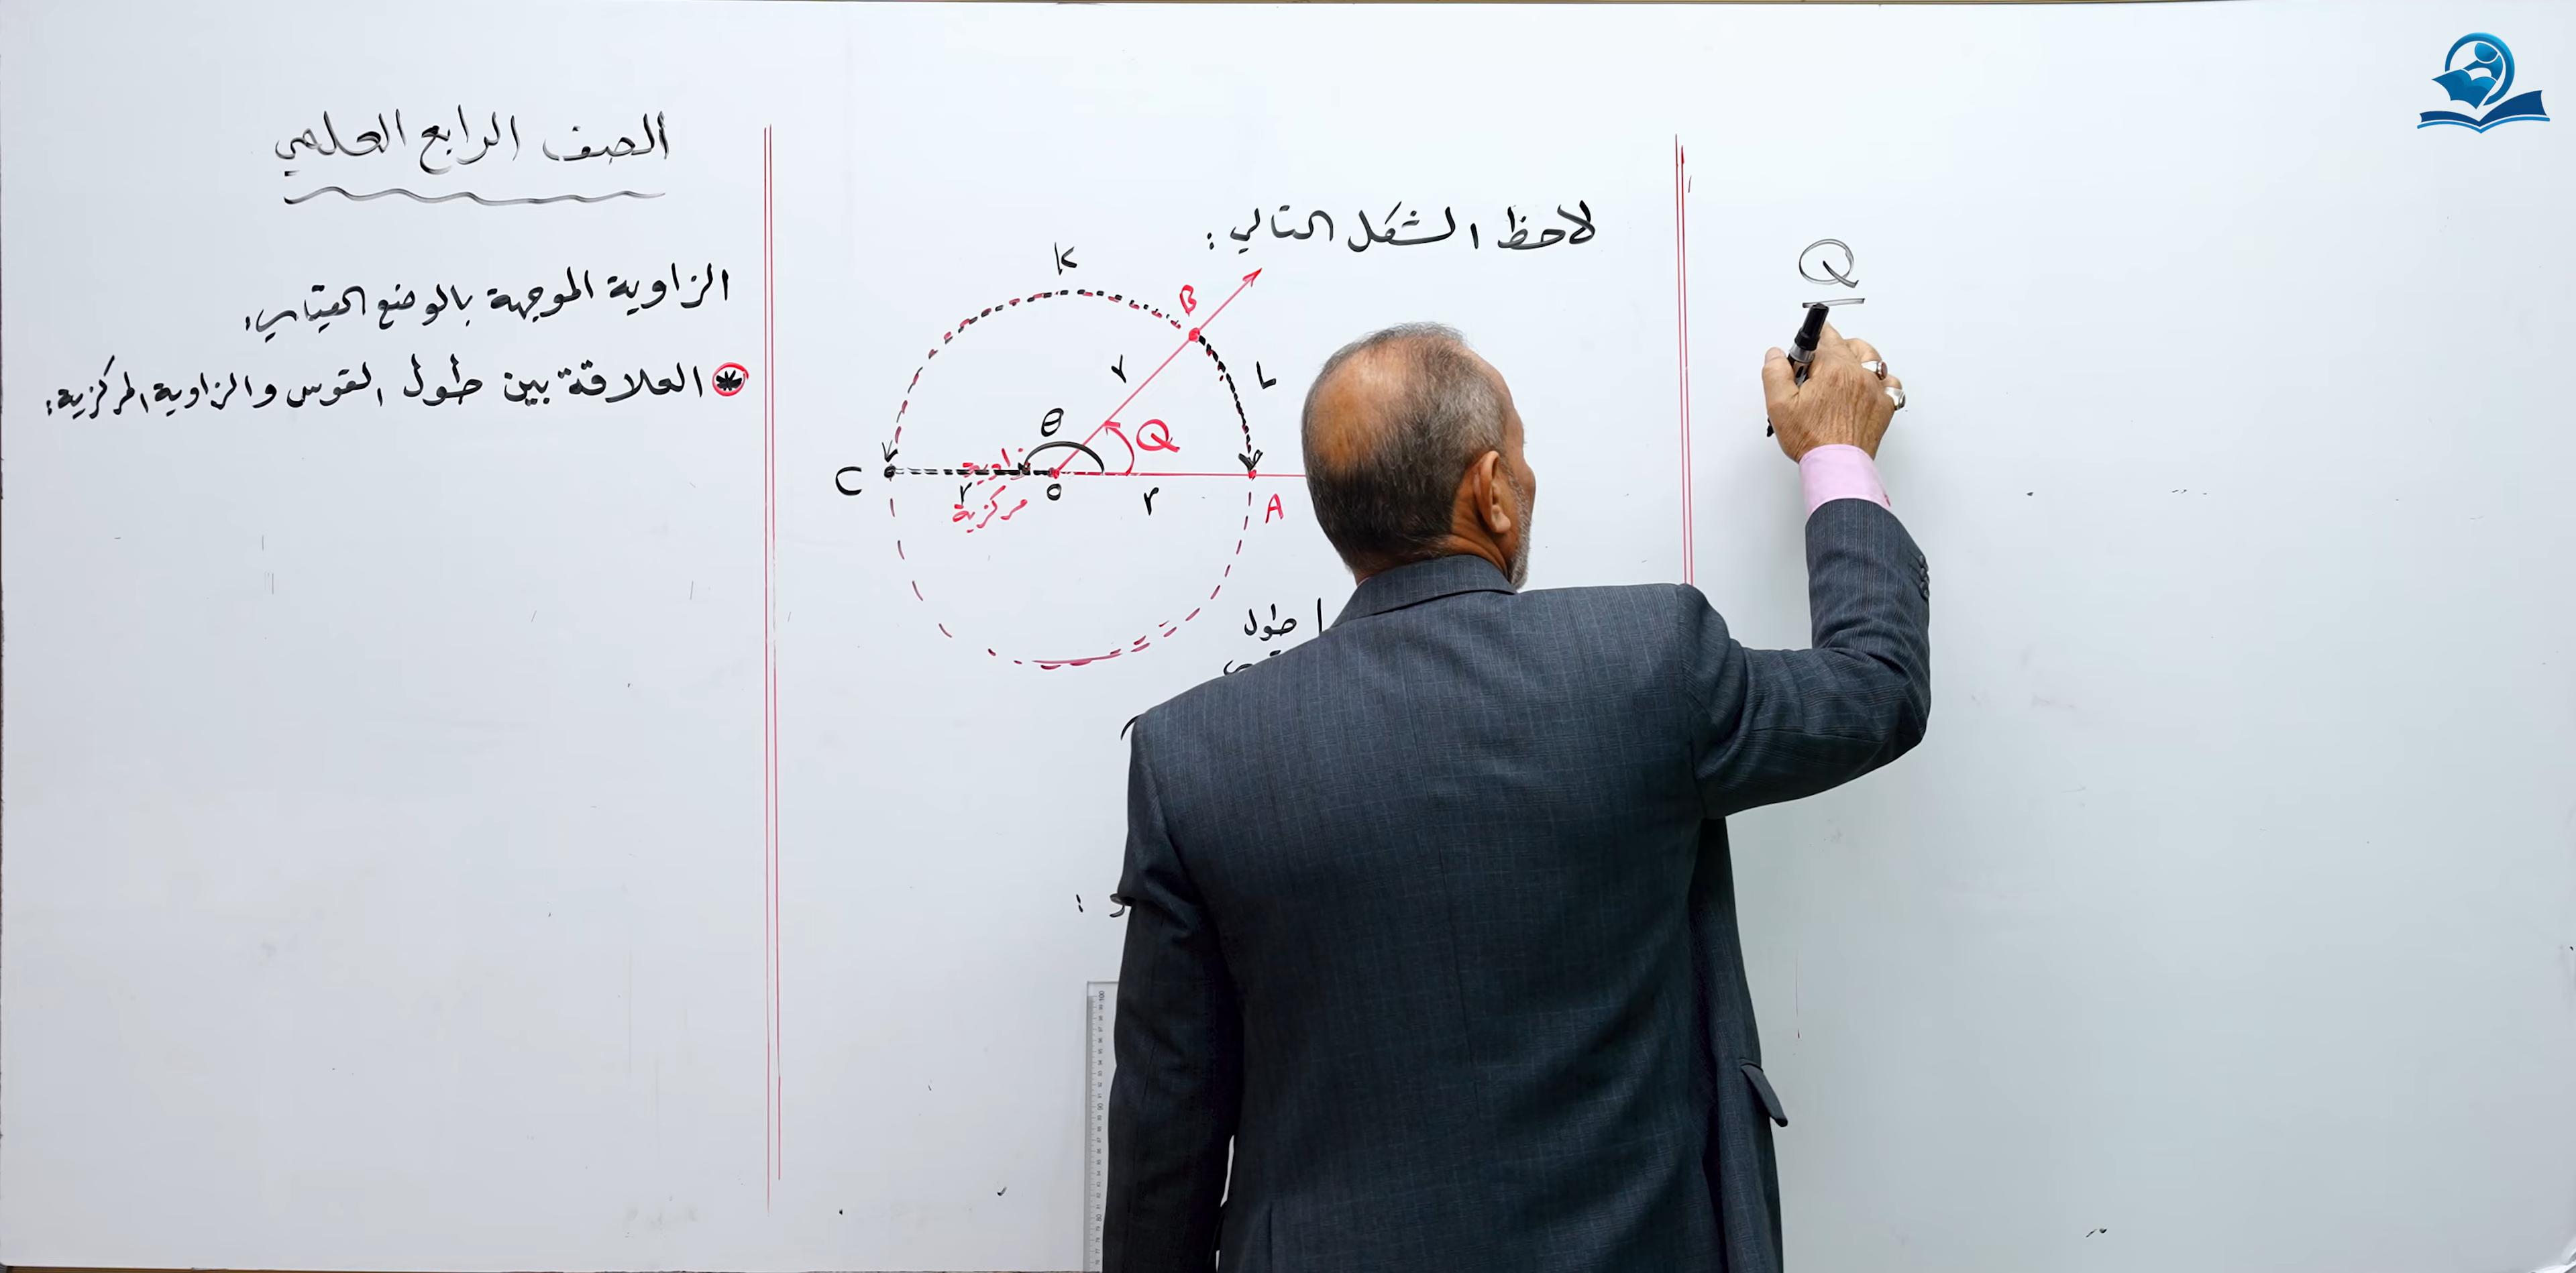 الصف الرابع العلمي
الزاوية الموجهة بالوضع القياسي:
العلاقة بين طول القوس والزاوية المركزية:
لاحظ الشكل التالي:
K
B
r
L
θ
Q
C
زاوية
مركزية
r
o
r
A
طول
Q